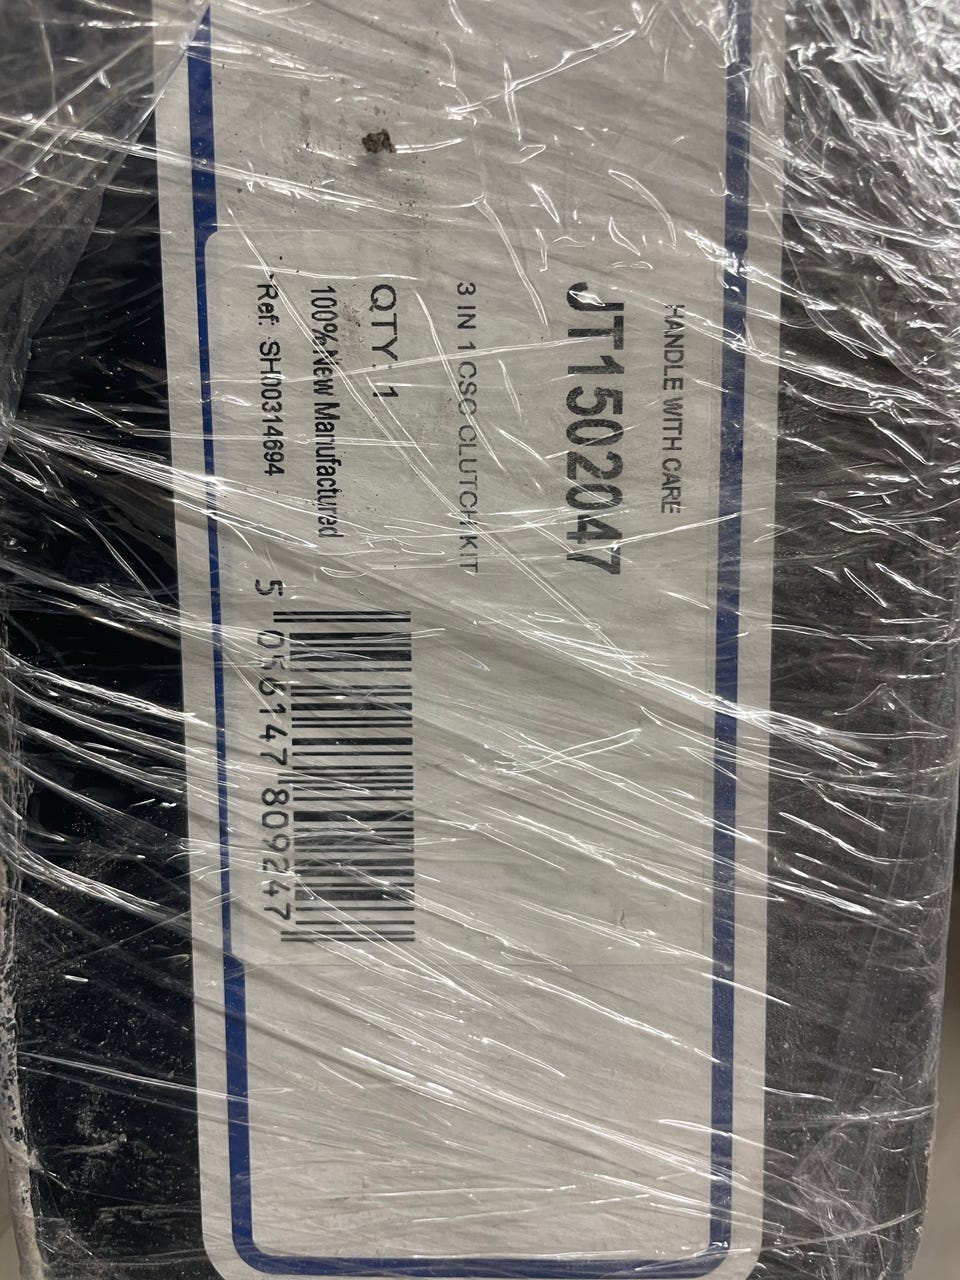 HANDLE WITH CARE
JT1502047
3 IN 1 CSC CLUTCH KIT
QTY: 1
100% New Manufactured
Ref: SH00314694
5 056147 809247